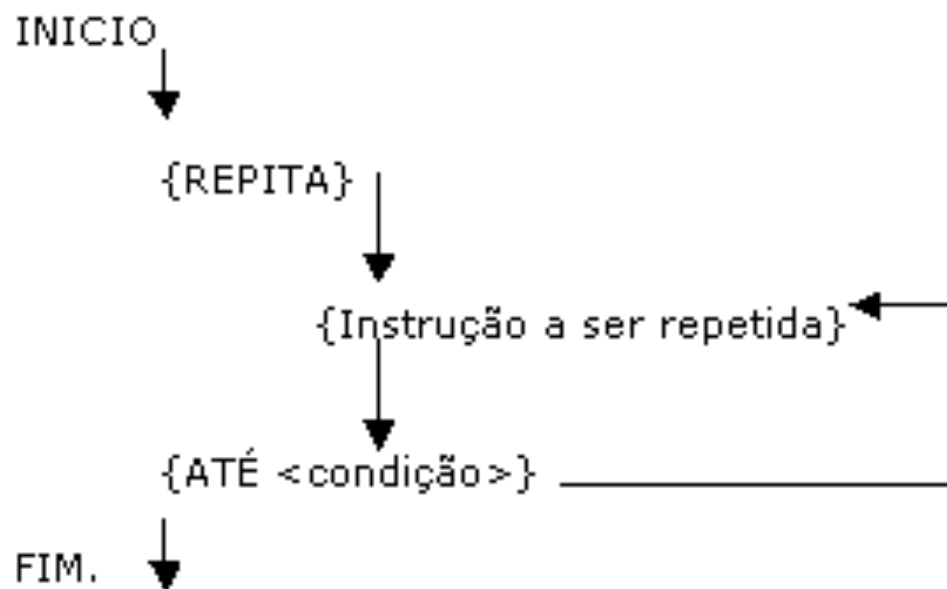 INICIO
{REPITA}
{Instrução a ser repetida}
{ATÉ <condição>}
FIM.